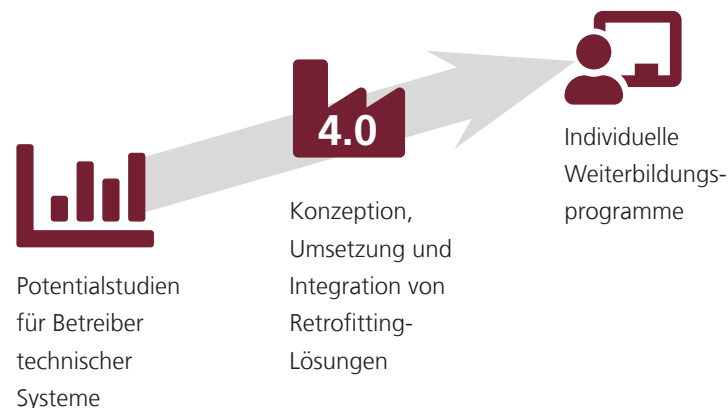 Potentialstudien
für Betreiber
technischer
Systeme
4.0
Konzeption,
Umsetzung und
Integration von
Retrofitting-
Lösungen
Individuelle
Weiterbildungs-
programme